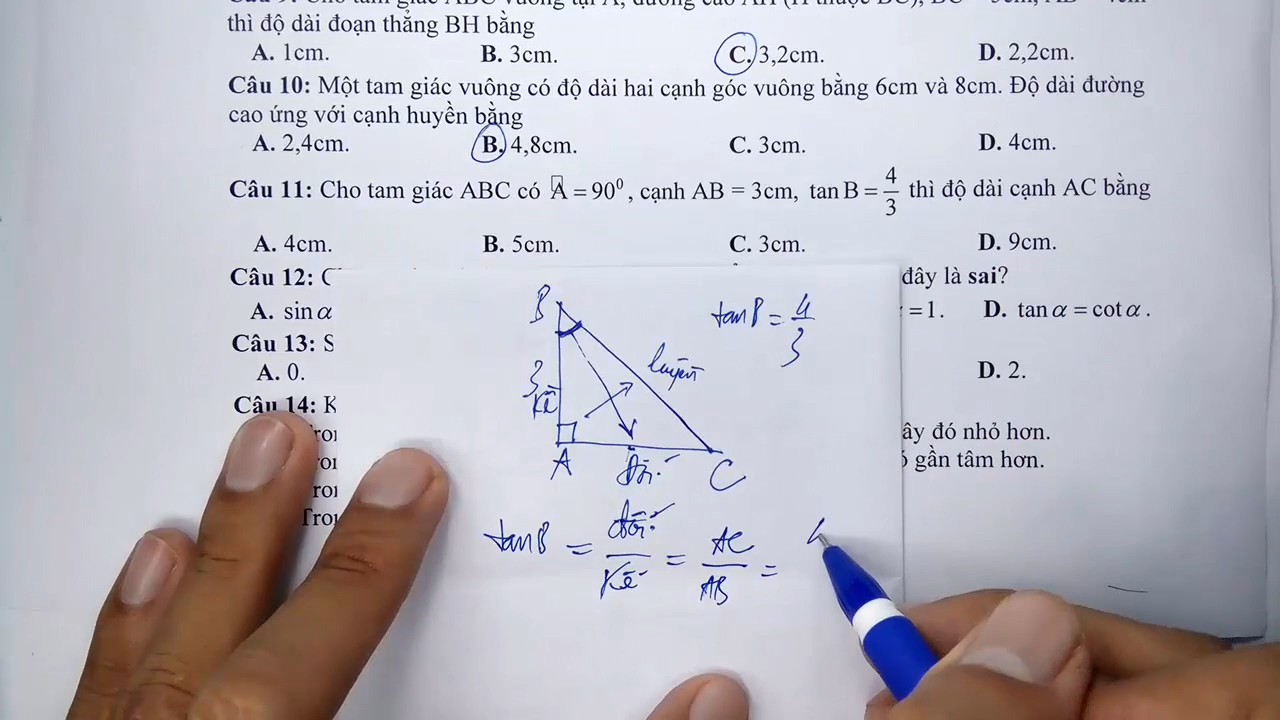 thì độ dài đoạn thẳng BH bằng
A. 1cm. B. 3cm. C. 3,2cm. D. 2,2cm.
Câu 10: Một tam giác vuông có độ dài hai cạnh góc vuông bằng 6cm và 8cm. Độ dài đường
cao ứng với cạnh huyền bằng
A. 2,4cm. B. 4,8cm. C. 3cm. D. 4cm.
Câu 11: Cho tam giác ABC có A = 90⁰, cạnh AB = 3cm, tan B = 4/3 thì độ dài cạnh AC bằng
A. 4cm. B. 5cm. C. 3cm. D. 9cm.
Câu 12: C đây là sai?
A. sin α = 1. D. tan α = cot α.
Câu 13: S
A. 0. D. 2.
Câu 14: K
ây đó nhỏ hơn.
gần tâm hơn.
B
tanB = 4/3
huyền
3
kề
A đối C
tanB = đối/kề = AC/AB = 4